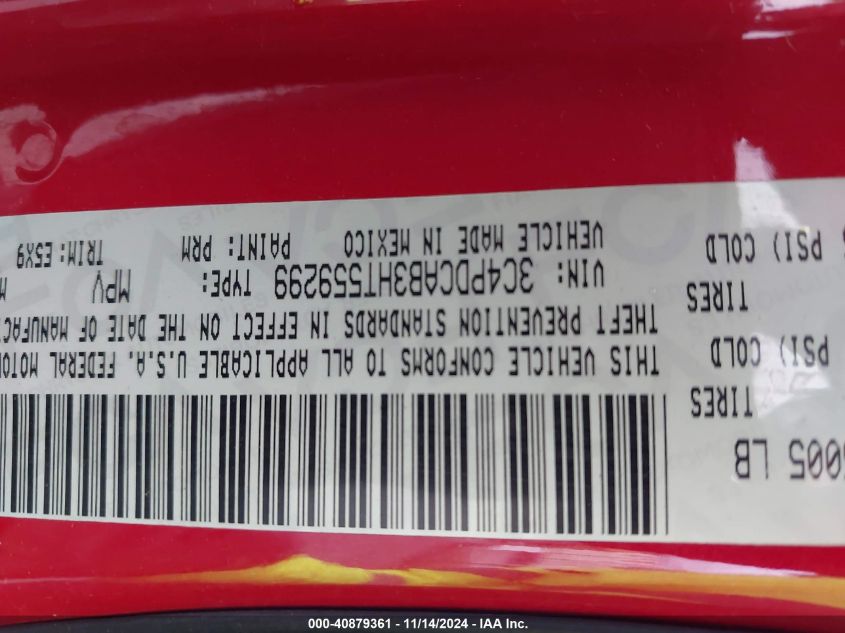 005 LB
TIRES
PSI) COLD
TIRES
PSI) COLD
THIS VEHICLE CONFORMS TO ALL APPLICABLE U.S.A. FEDERAL MOTO
THEFT PREVENTION STANDARDS IN EFFECT ON THE DATE OF MANUFAC
VIN: 3C4PDCAB3HT559299 TYPE: MPV
VEHICLE MADE IN MEXICO PAINT: PRM TRIM: E5X9
000-40879361 - 11/14/2024 - IAA Inc.